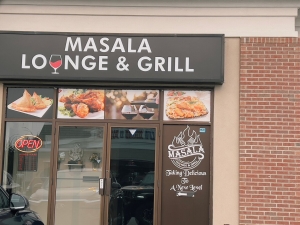 MASALA
LOUNGE & GRILL
OPEN
MASALA
Taking Delicious
To
A New Level